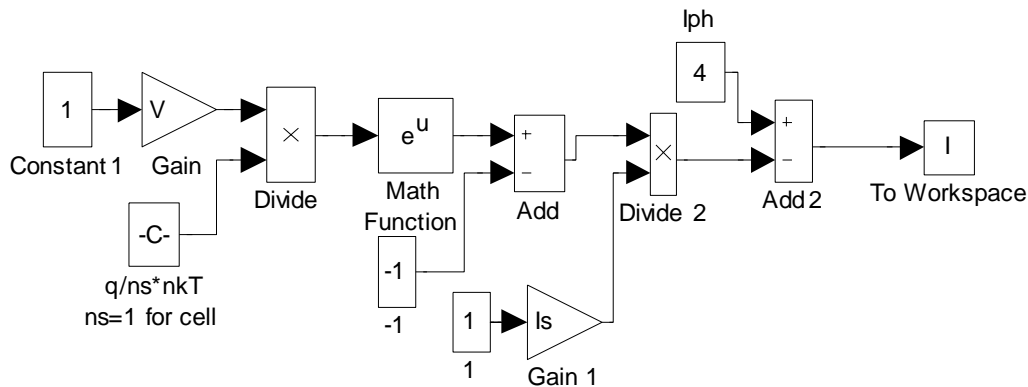 Iph
4
1
V
×
e^u
+
−
×
+
−
I
Constant 1
Gain
Divide
Math
Function
Add
Divide 2
Add 2
To Workspace
-C-
q/ns*nkT
ns=1 for cell
-1
-1
1
1
Is
Gain 1